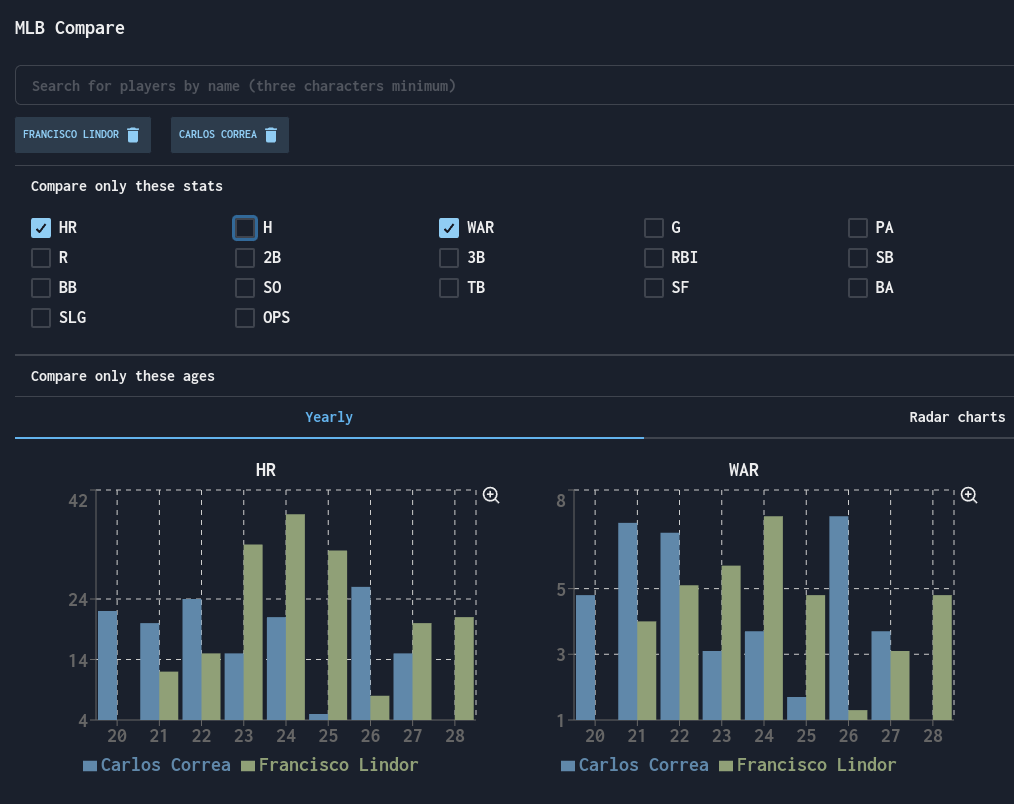 MLB Compare
Search for players by name (three characters minimum)
FRANCISCO LINDOR CARLOS CORREA
Compare only these stats
HR H WAR G PA
R 2B 3B RBI SB
BB SO TB SF BA
SLG OPS
Compare only these ages
Yearly Radar charts
HR WAR
42 8
24 5
14 3
4 1
20 21 22 23 24 25 26 27 28 20 21 22 23 24 25 26 27 28
Carlos Correa Francisco Lindor Carlos Correa Francisco Lindor